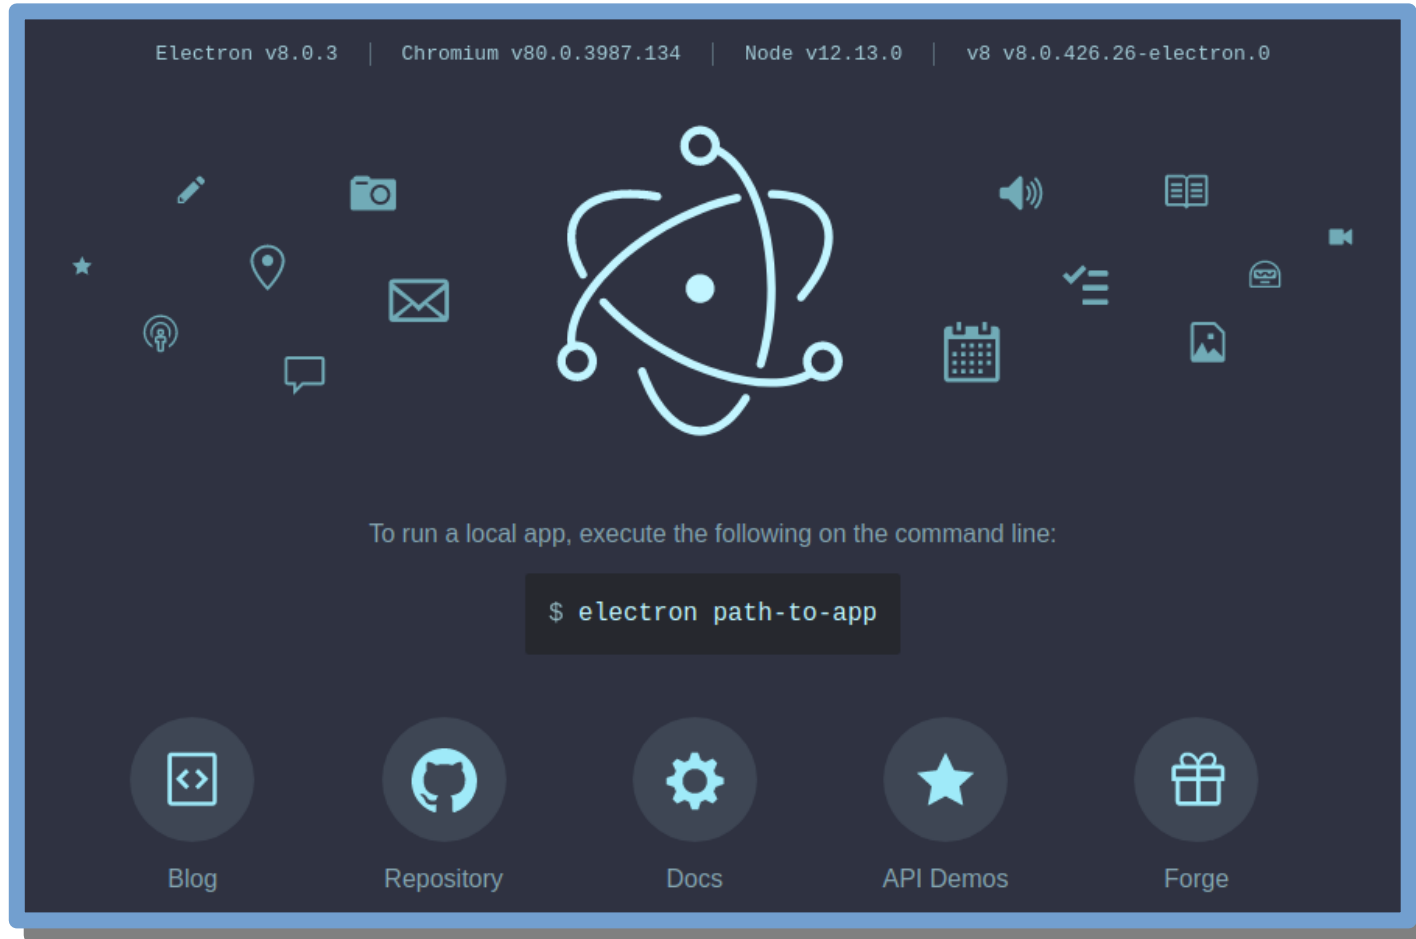 Electron v8.0.3 | Chromium v80.0.3987.134 | Node v12.13.0 | v8 v8.0.426.26-electron.0
To run a local app, execute the following on the command line:
$ electron path-to-app
Blog Repository Docs API Demos Forge